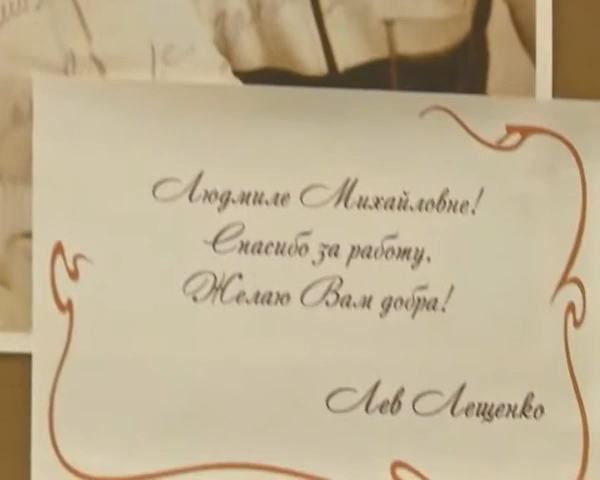 Людмиле Михайловне!
Спасибо за работу,
Желаю Вам добра!
Лев Лещенко